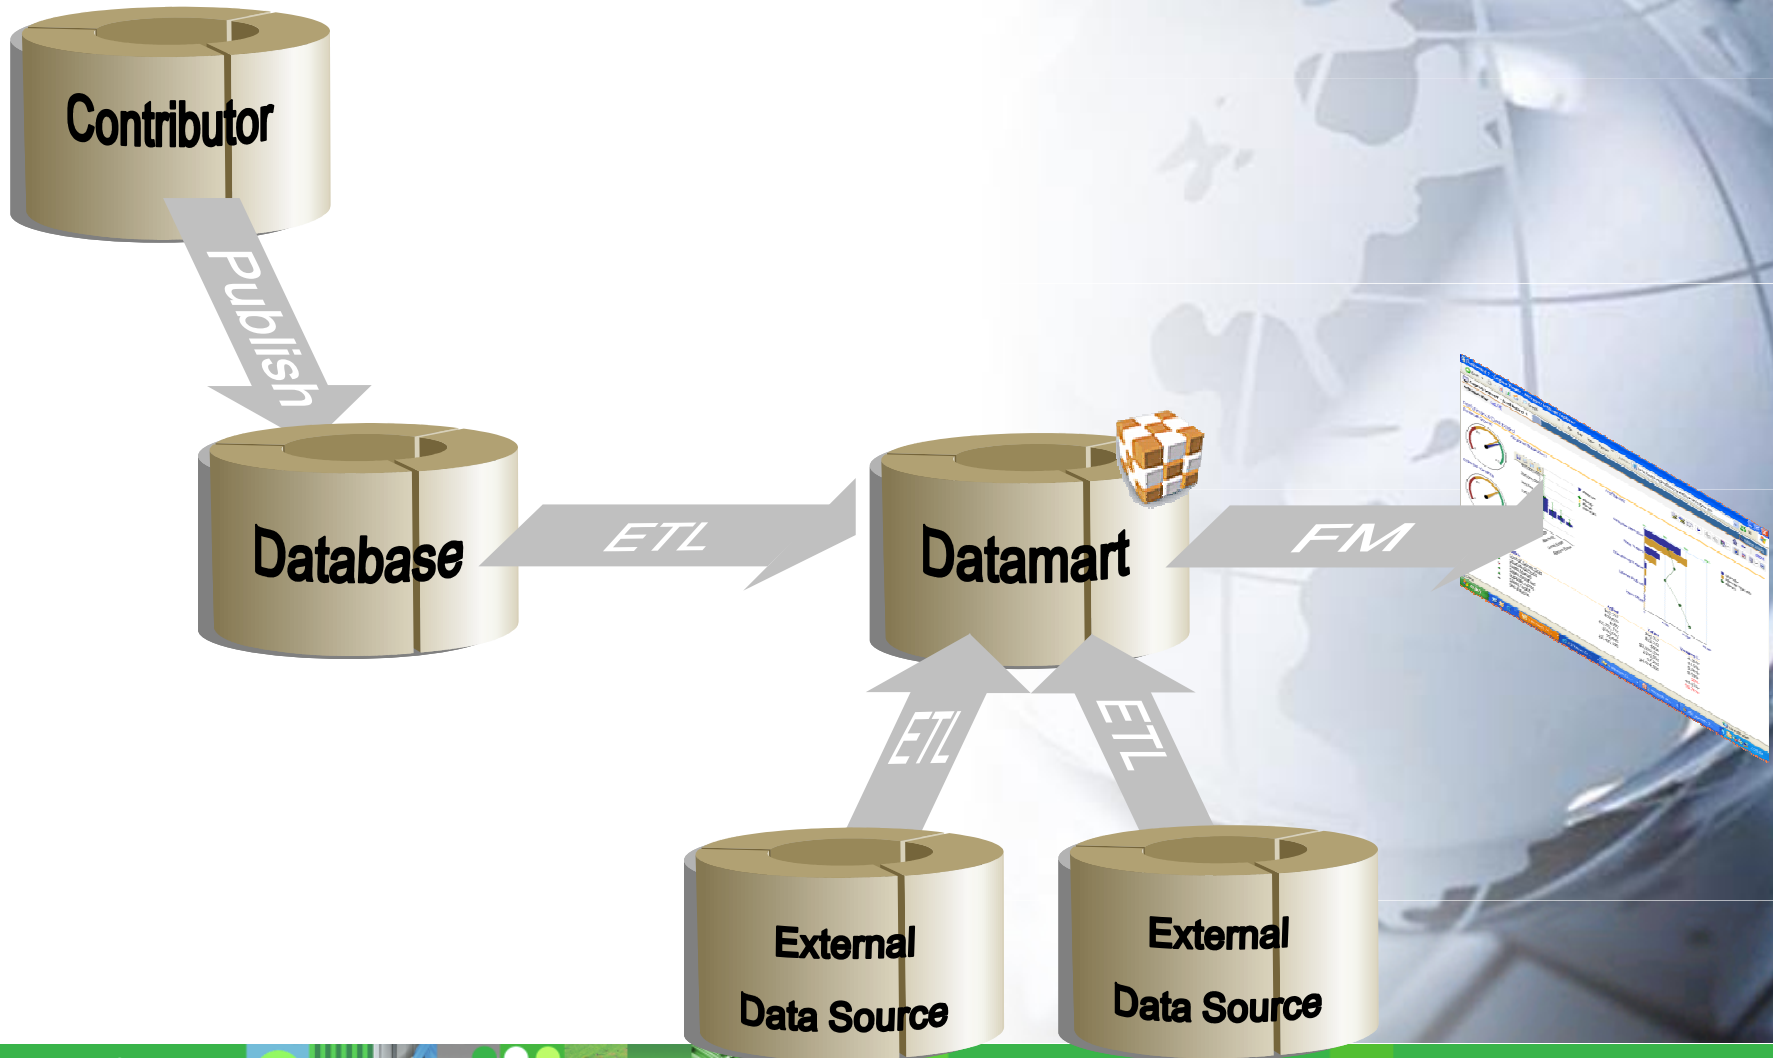 Contributor
Publish
Database
ETL
Datamart
FM
ETL
ETL
External
Data Source
External
Data Source